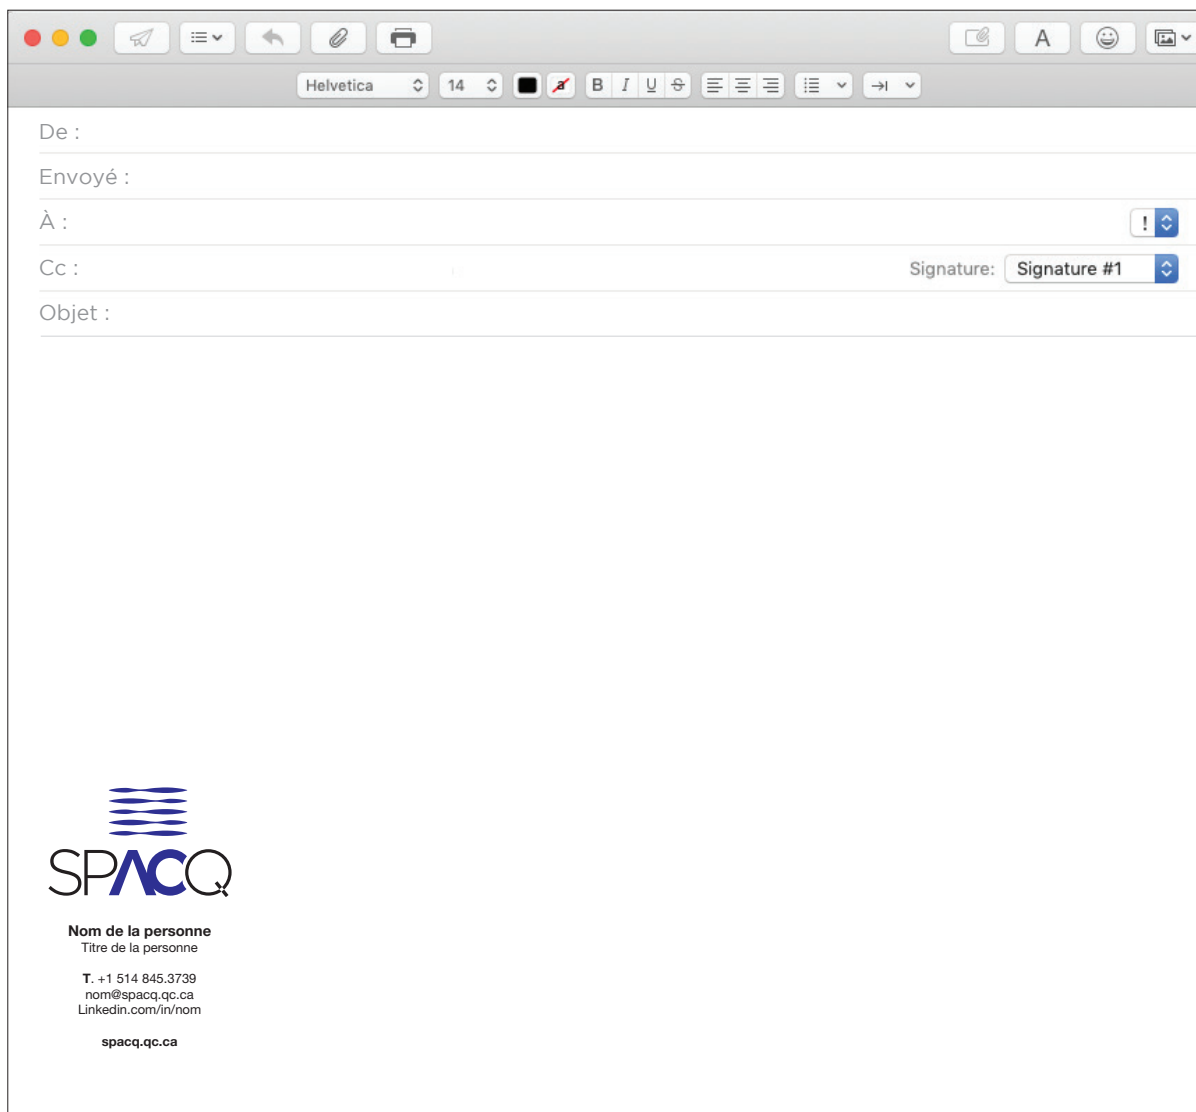 Helvetica 14 a B I U S
A
De :
Envoyé :
À :
!
Cc :
Signature: Signature #1
Objet :
SPACQ
Nom de la personne
Titre de la personne
T. +1 514 845.3739
nom@spacq.qc.ca
Linkedin.com/in/nom
spacq.qc.ca